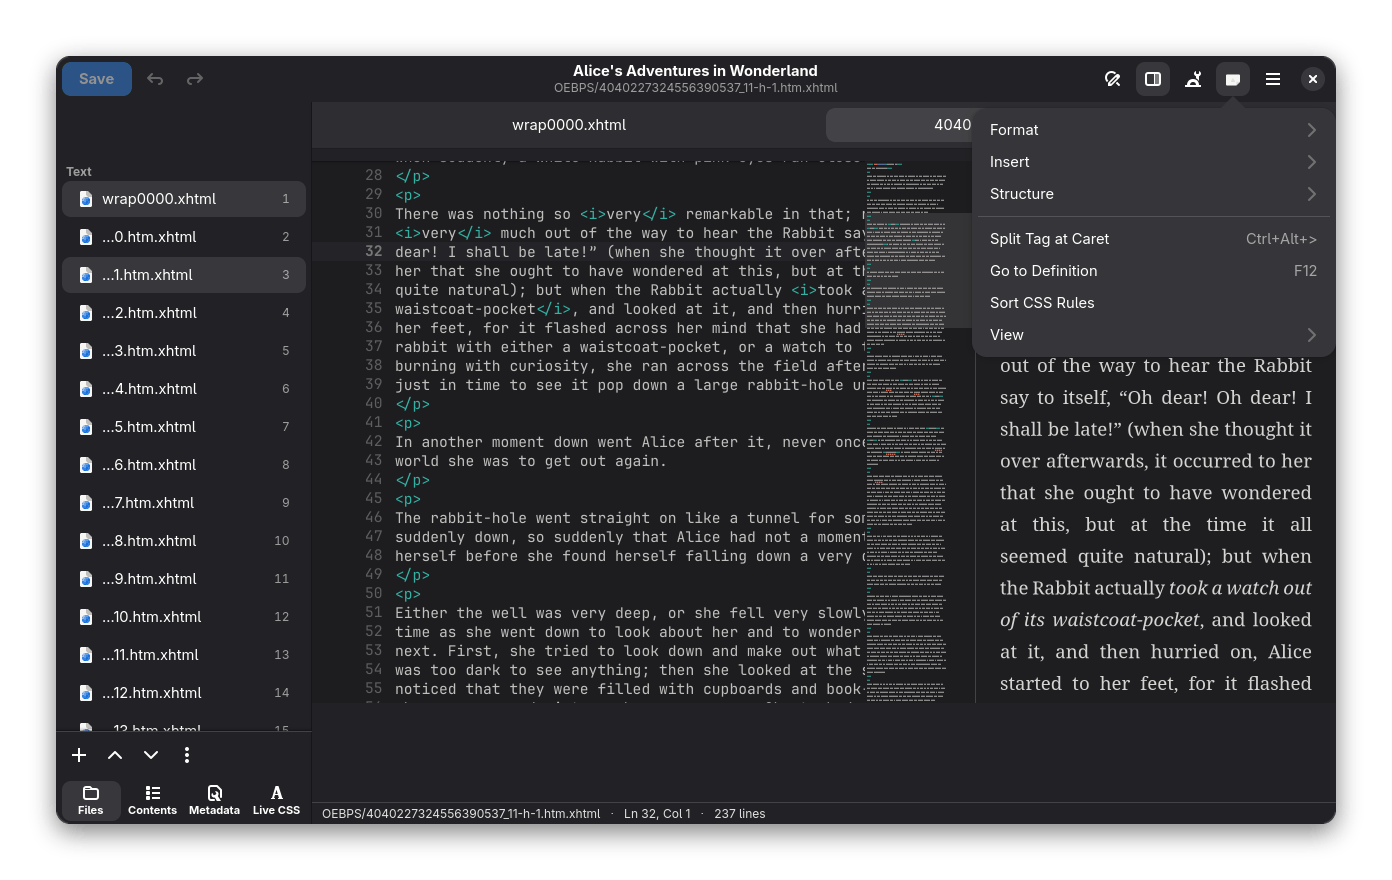 Save
Alice's Adventures in Wonderland
OEBPS/4040227324556390537_11-h-1.htm.xhtml
Text
wrap0000.xhtml 1
...0.htm.xhtml 2
...1.htm.xhtml 3
...2.htm.xhtml 4
...3.htm.xhtml 5
...4.htm.xhtml 6
...5.htm.xhtml 7
...6.htm.xhtml 8
...7.htm.xhtml 9
...8.htm.xhtml 10
...9.htm.xhtml 11
...10.htm.xhtml 12
...11.htm.xhtml 13
...12.htm.xhtml 14
Files
Contents
Metadata
Live CSS
wrap0000.xhtml
4040
28 </p>
29 <p>
30 There was nothing so <i>very</i> remarkable in that;
31 <i>very</i> much out of the way to hear the Rabbit sa
32 dear! I shall be late!” (when she thought it over afte
33 her that she ought to have wondered at this, but at th
34 quite natural); but when the Rabbit actually <i>took a
35 waistcoat-pocket</i>, and looked at it, and then hurr
36 her feet, for it flashed across her mind that she had
37 rabbit with either a waistcoat-pocket, or a watch to
38 burning with curiosity, she ran across the field after
39 just in time to see it pop down a large rabbit-hole u
40 </p>
41 <p>
42 In another moment down went Alice after it, never once
43 world she was to get out again.
44 </p>
45 <p>
46 The rabbit-hole went straight on like a tunnel for so
47 suddenly down, so suddenly that Alice had not a moment
48 herself before she found herself falling down a very
49 </p>
50 <p>
51 Either the well was very deep, or she fell very slowly
52 time as she went down to look about her and to wonder
53 next. First, she tried to look down and make out what
54 was too dark to see anything; then she looked at the
55 noticed that they were filled with cupboards and book-
Format
Insert
Structure
Split Tag at Caret Ctrl+Alt+>
Go to Definition F12
Sort CSS Rules
View
out of the way to hear the Rabbit
say to itself, “Oh dear! Oh dear! I
shall be late!” (when she thought it
over afterwards, it occurred to her
that she ought to have wondered
at this, but at the time it all
seemed quite natural); but when
the Rabbit actually took a watch out
of its waistcoat-pocket, and looked
at it, and then hurried on, Alice
started to her feet, for it flashed
OEBPS/4040227324556390537_11-h-1.htm.xhtml · Ln 32, Col 1 · 237 lines